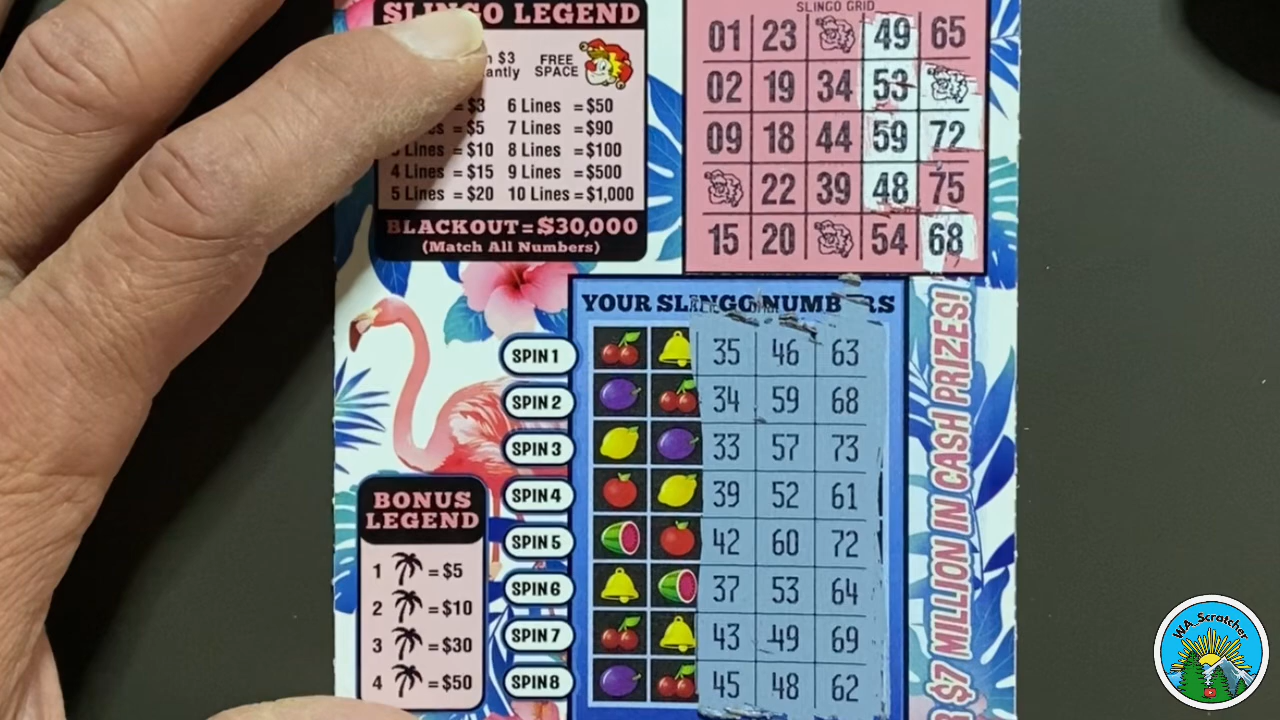 SLINGO LEGEND
$3
antly
FREE
SPACE
= $3 6 Lines = $50
= $5 7 Lines = $90
Lines = $10 8 Lines = $100
4 Lines = $15 9 Lines = $500
5 Lines = $20 10 Lines = $1,000
BLACKOUT = $30,000
(Match All Numbers)
SLINGO GRID
01 23 49 65
02 19 34 53
09 18 44 59 72
22 39 48 75
15 20 54 68
YOUR SLINGO NUMBERS
SPIN 1 35 46 63
SPIN 2 34 59 68
SPIN 3 33 57 73
SPIN 4 39 52 61
SPIN 5 42 60 72
SPIN 6 37 53 64
SPIN 7 43 49 69
SPIN 8 45 48 62
BONUS
LEGEND
1 = $5
2 = $10
3 = $30
4 = $50
R $7 MILLION IN CASH PRIZES!
WA_Scratcher